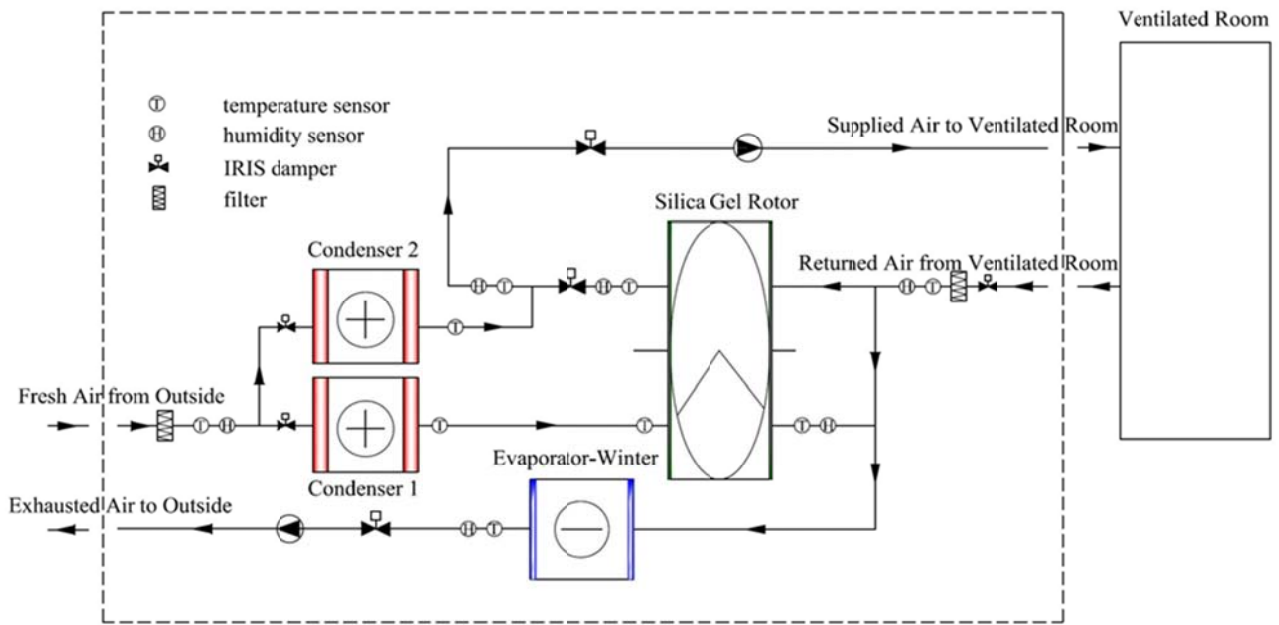 Ventilated Room
T temperature sensor
H humidity sensor
IRIS damper
filter
Supplied Air to Ventilated Room
Silica Gel Rotor
Condenser 2
Returned Air from Ventilated Room
H T H T H T
T
Fresh Air from Outside
T H T T T H
Evaporator-Winter
Condenser 1
Exhausted Air to Outside
H T